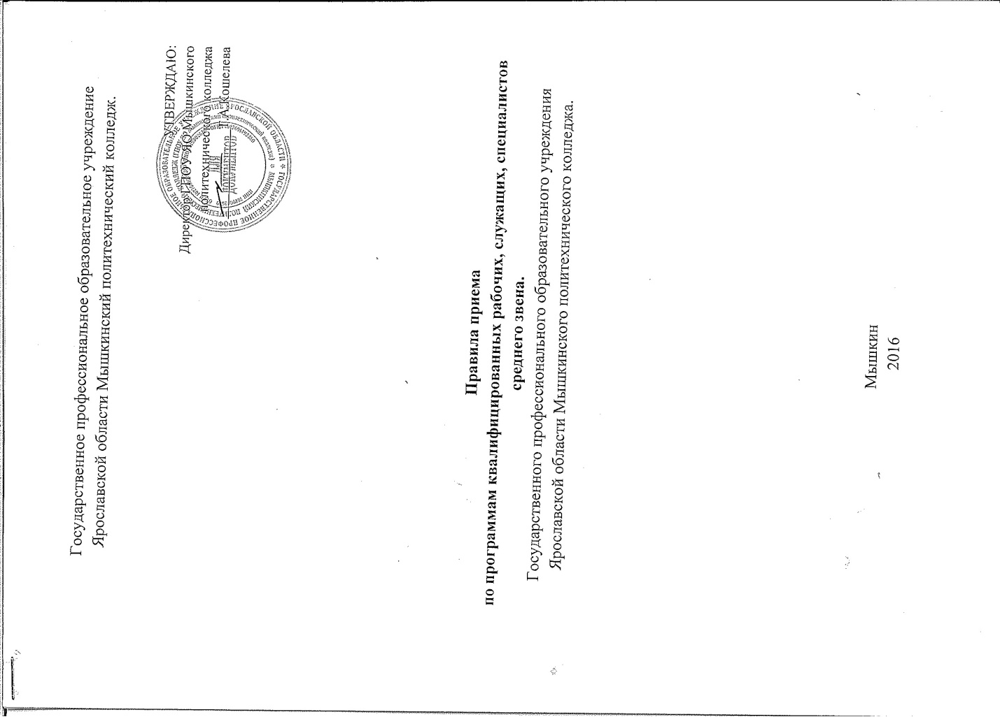 Государственное профессиональное образовательное учреждение
Ярославской области Мышкинский политехнический колледж.
УТВЕРЖДАЮ:
Директор ГПОУ ЯО Мышкинского
политехнического колледжа
Кошелева
ДЛЯ
ДОКУМЕНТОВ
Правила приема
по программам квалифицированных рабочих, служащих, специалистов
среднего звена.
Государственного профессионального образовательного учреждения
Ярославской области Мышкинского политехнического колледжа.
Мышкин
2016